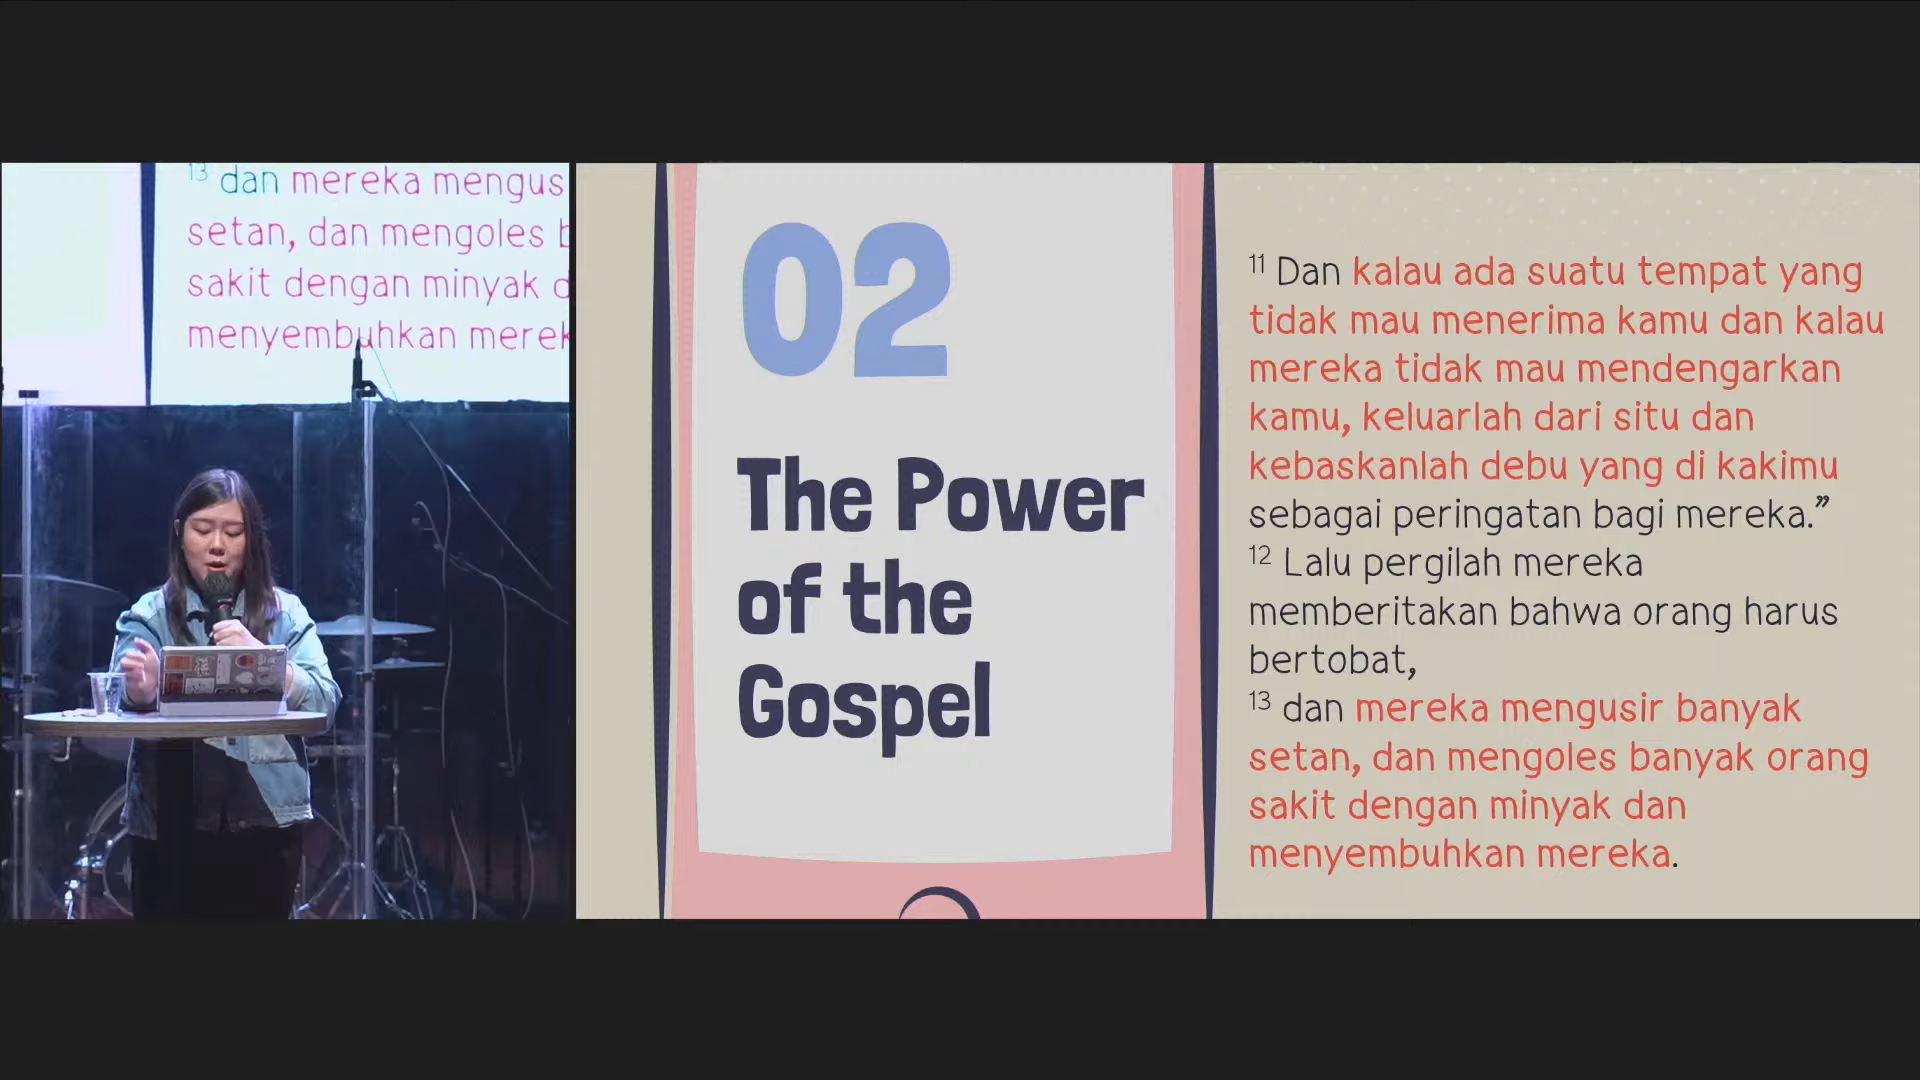 13 dan mereka mengus
setan, dan mengoles
sakit dengan minyak
menyembuhkan merek
02
The Power
of the
Gospel
11 Dan kalau ada suatu tempat yang
tidak mau menerima kamu dan kalau
mereka tidak mau mendengarkan
kamu, keluarlah dari situ dan
kebaskanlah debu yang di kakimu
sebagai peringatan bagi mereka.”
12 Lalu pergilah mereka
memberitakan bahwa orang harus
bertobat,
13 dan mereka mengusir banyak
setan, dan mengoles banyak orang
sakit dengan minyak dan
menyembuhkan mereka.